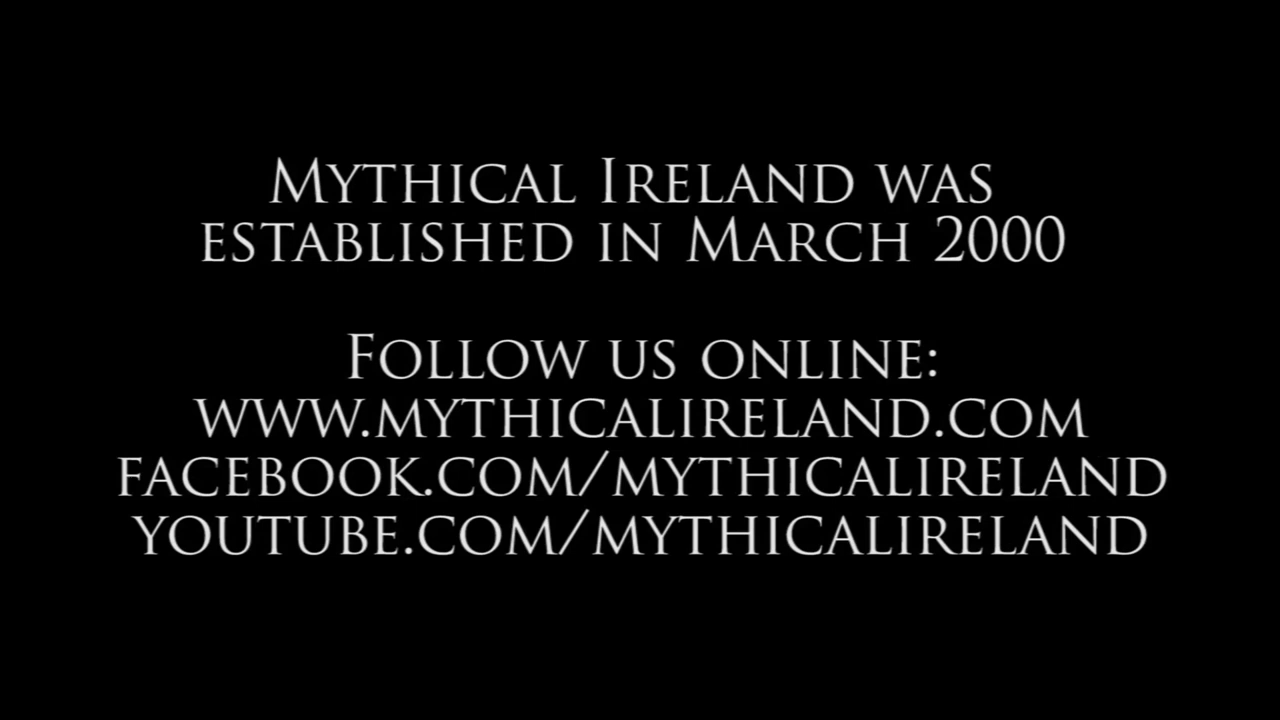 Mythical Ireland was
established in March 2000
Follow us online:
www.mythicalireland.com
facebook.com/mythicalireland
youtube.com/mythicalireland